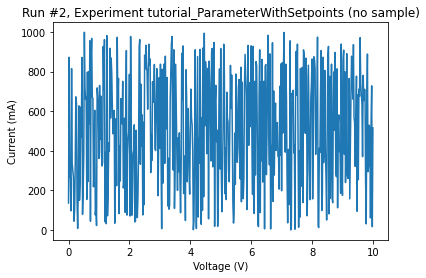 Run #2, Experiment tutorial_ParameterWithSetpoints (no sample)
1000
800
600
400
200
0
Current (mA)
0 2 4 6 8 10
Voltage (V)